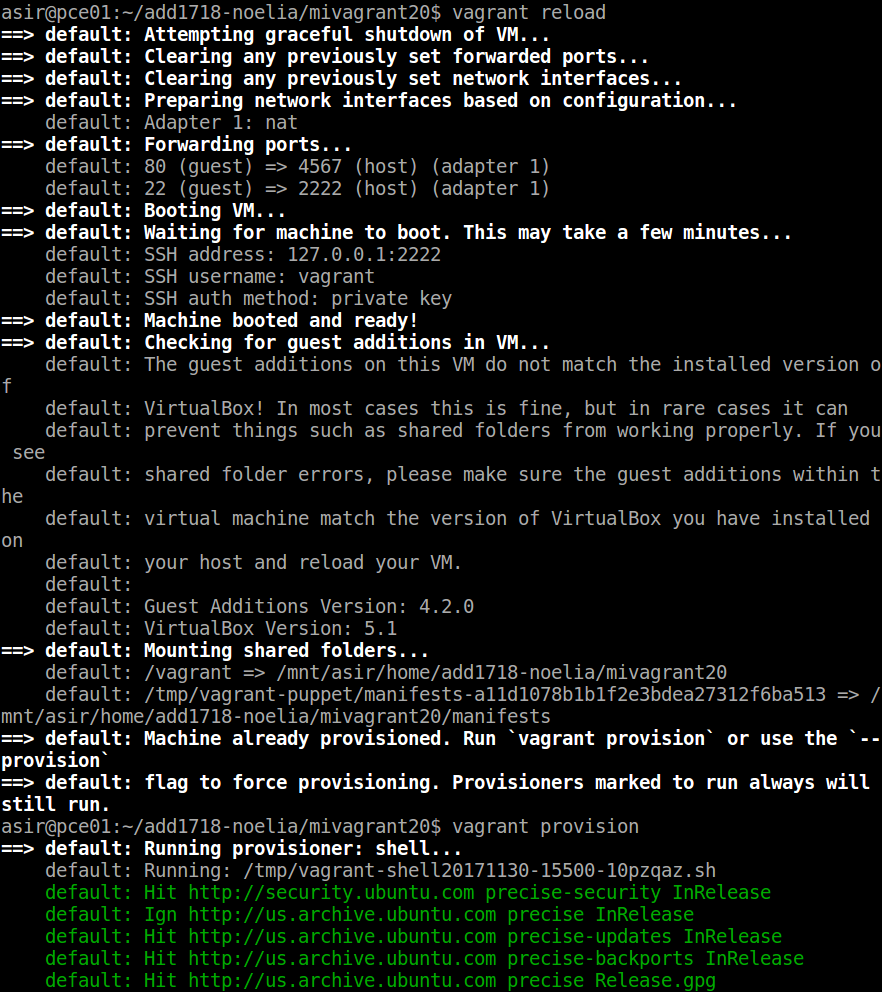 asir@pce01:~/add1718-noelia/mivagrant20$ vagrant reload
==> default: Attempting graceful shutdown of VM...
==> default: Clearing any previously set forwarded ports...
==> default: Clearing any previously set network interfaces...
==> default: Preparing network interfaces based on configuration...
    default: Adapter 1: nat
==> default: Forwarding ports...
    default: 80 (guest) => 4567 (host) (adapter 1)
    default: 22 (guest) => 2222 (host) (adapter 1)
==> default: Booting VM...
==> default: Waiting for machine to boot. This may take a few minutes...
    default: SSH address: 127.0.0.1:2222
    default: SSH username: vagrant
    default: SSH auth method: private key
==> default: Machine booted and ready!
==> default: Checking for guest additions in VM...
    default: The guest additions on this VM do not match the installed version o
f
    default: VirtualBox! In most cases this is fine, but in rare cases it can
    default: prevent things such as shared folders from working properly. If you
 see
    default: shared folder errors, please make sure the guest additions within t
he
    default: virtual machine match the version of VirtualBox you have installed
on
    default: your host and reload your VM.
    default:
    default: Guest Additions Version: 4.2.0
    default: VirtualBox Version: 5.1
==> default: Mounting shared folders...
    default: /vagrant => /mnt/asir/home/add1718-noelia/mivagrant20
    default: /tmp/vagrant-puppet/manifests-a11d1078b1b1f2e3bdea27312f6ba513 => /
mnt/asir/home/add1718-noelia/mivagrant20/manifests
==> default: Machine already provisioned. Run `vagrant provision` or use the `--
provision`
==> default: flag to force provisioning. Provisioners marked to run always will
still run.
asir@pce01:~/add1718-noelia/mivagrant20$ vagrant provision
==> default: Running provisioner: shell...
    default: Running: /tmp/vagrant-shell20171130-15500-10pzqaz.sh
    default: Hit http://security.ubuntu.com precise-security InRelease
    default: Ign http://us.archive.ubuntu.com precise InRelease
    default: Hit http://us.archive.ubuntu.com precise-updates InRelease
    default: Hit http://us.archive.ubuntu.com precise-backports InRelease
    default: Hit http://us.archive.ubuntu.com precise Release.gpg